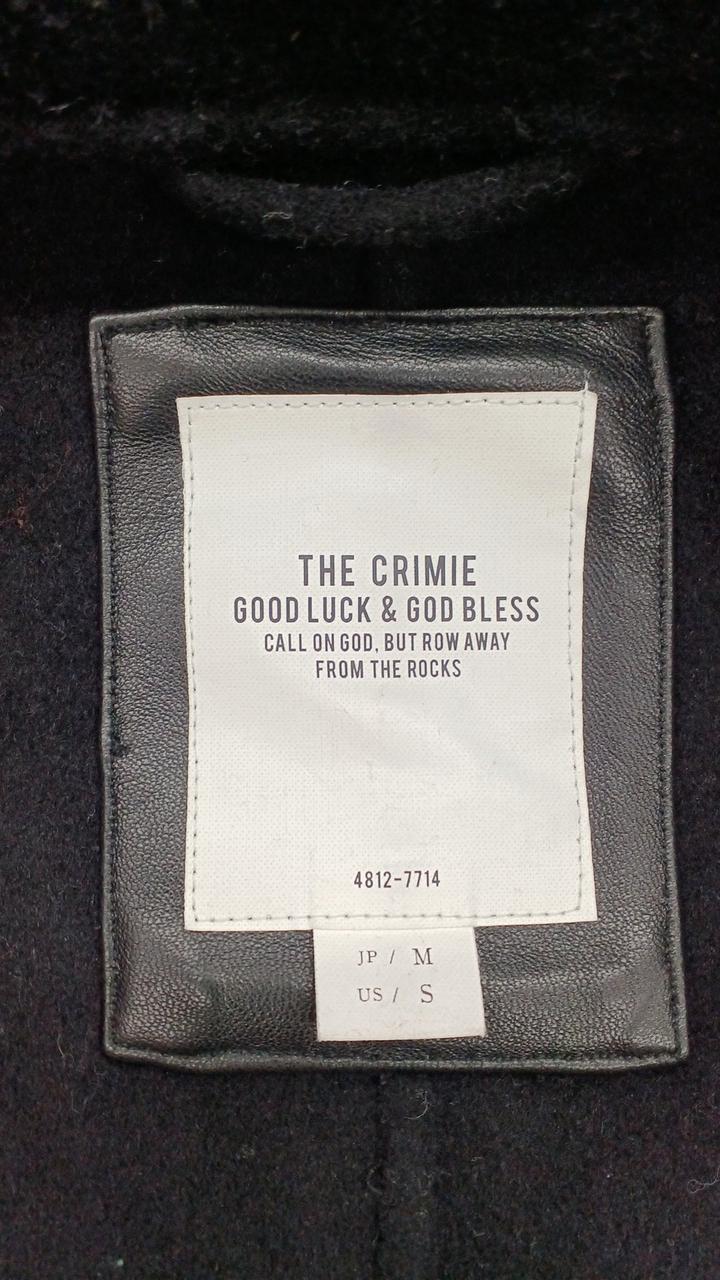 THE CRIMIE
GOOD LUCK & GOD BLESS
CALL ON GOD, BUT ROW AWAY
FROM THE ROCKS
4812-7714
JP / M
US / S